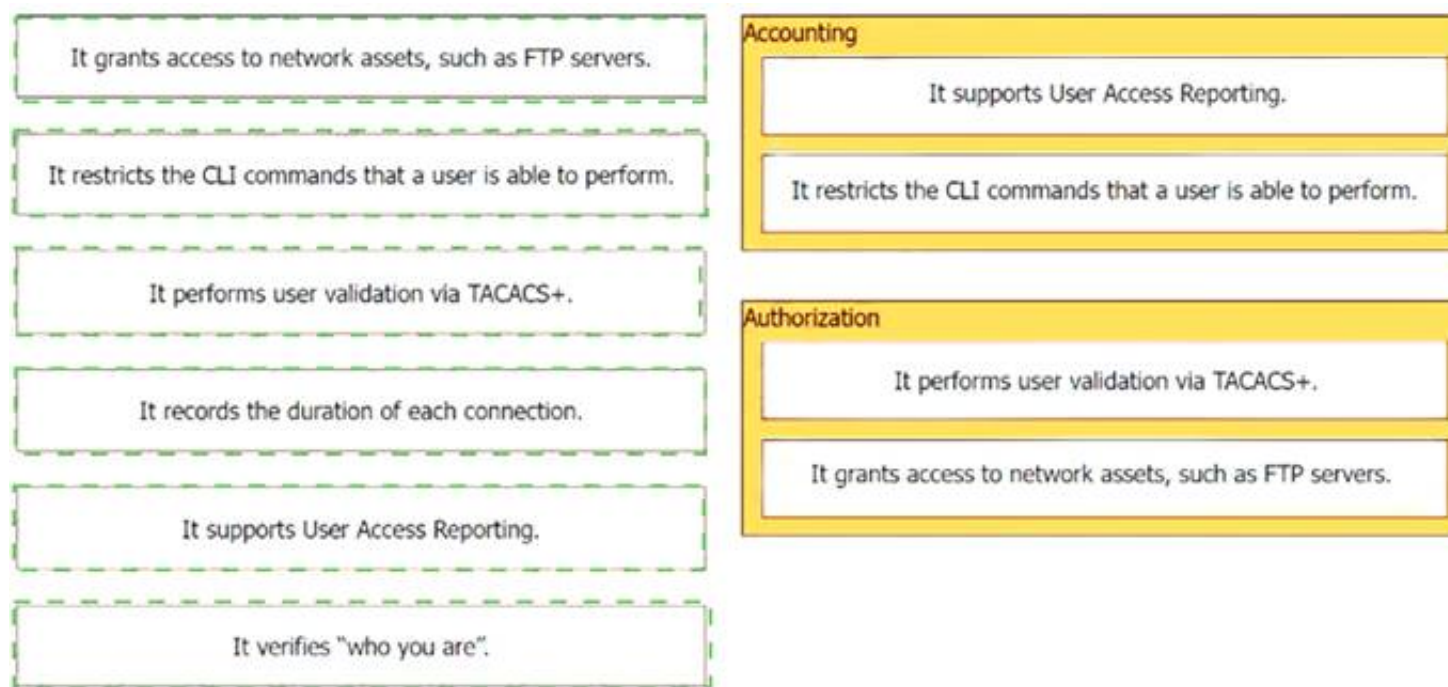 It grants access to network assets, such as FTP servers.
It restricts the CLI commands that a user is able to perform.
It performs user validation via TACACS+.
It records the duration of each connection.
It supports User Access Reporting.
It verifies “who you are”.
Accounting
It supports User Access Reporting.
It restricts the CLI commands that a user is able to perform.
Authorization
It performs user validation via TACACS+.
It grants access to network assets, such as FTP servers.